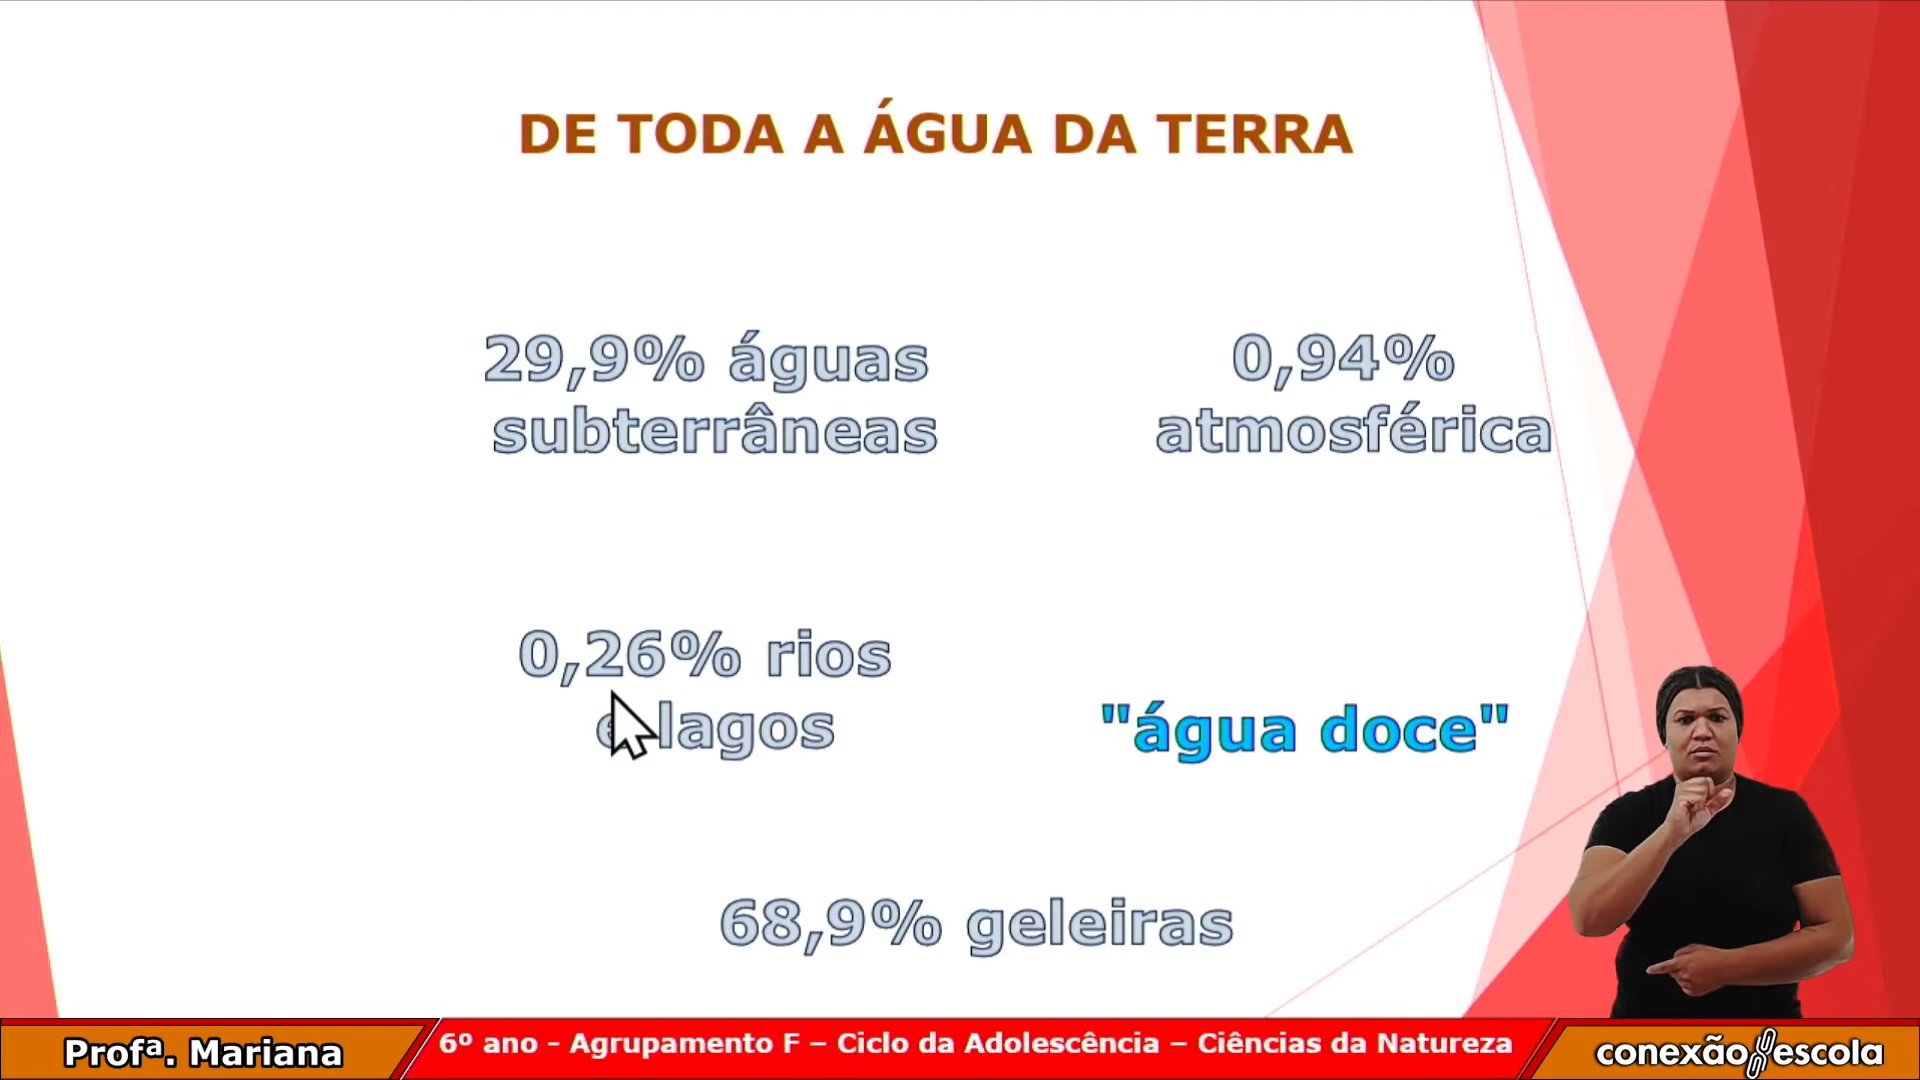 DE TODA A ÁGUA DA TERRA
29,9% águas
subterrâneas
0,94%
atmosférica
0,26% rios
e lagos
"água doce"
68,9% geleiras
Profª. Mariana
6º ano - Agrupamento F – Ciclo da Adolescência – Ciências da Natureza
conexão escola